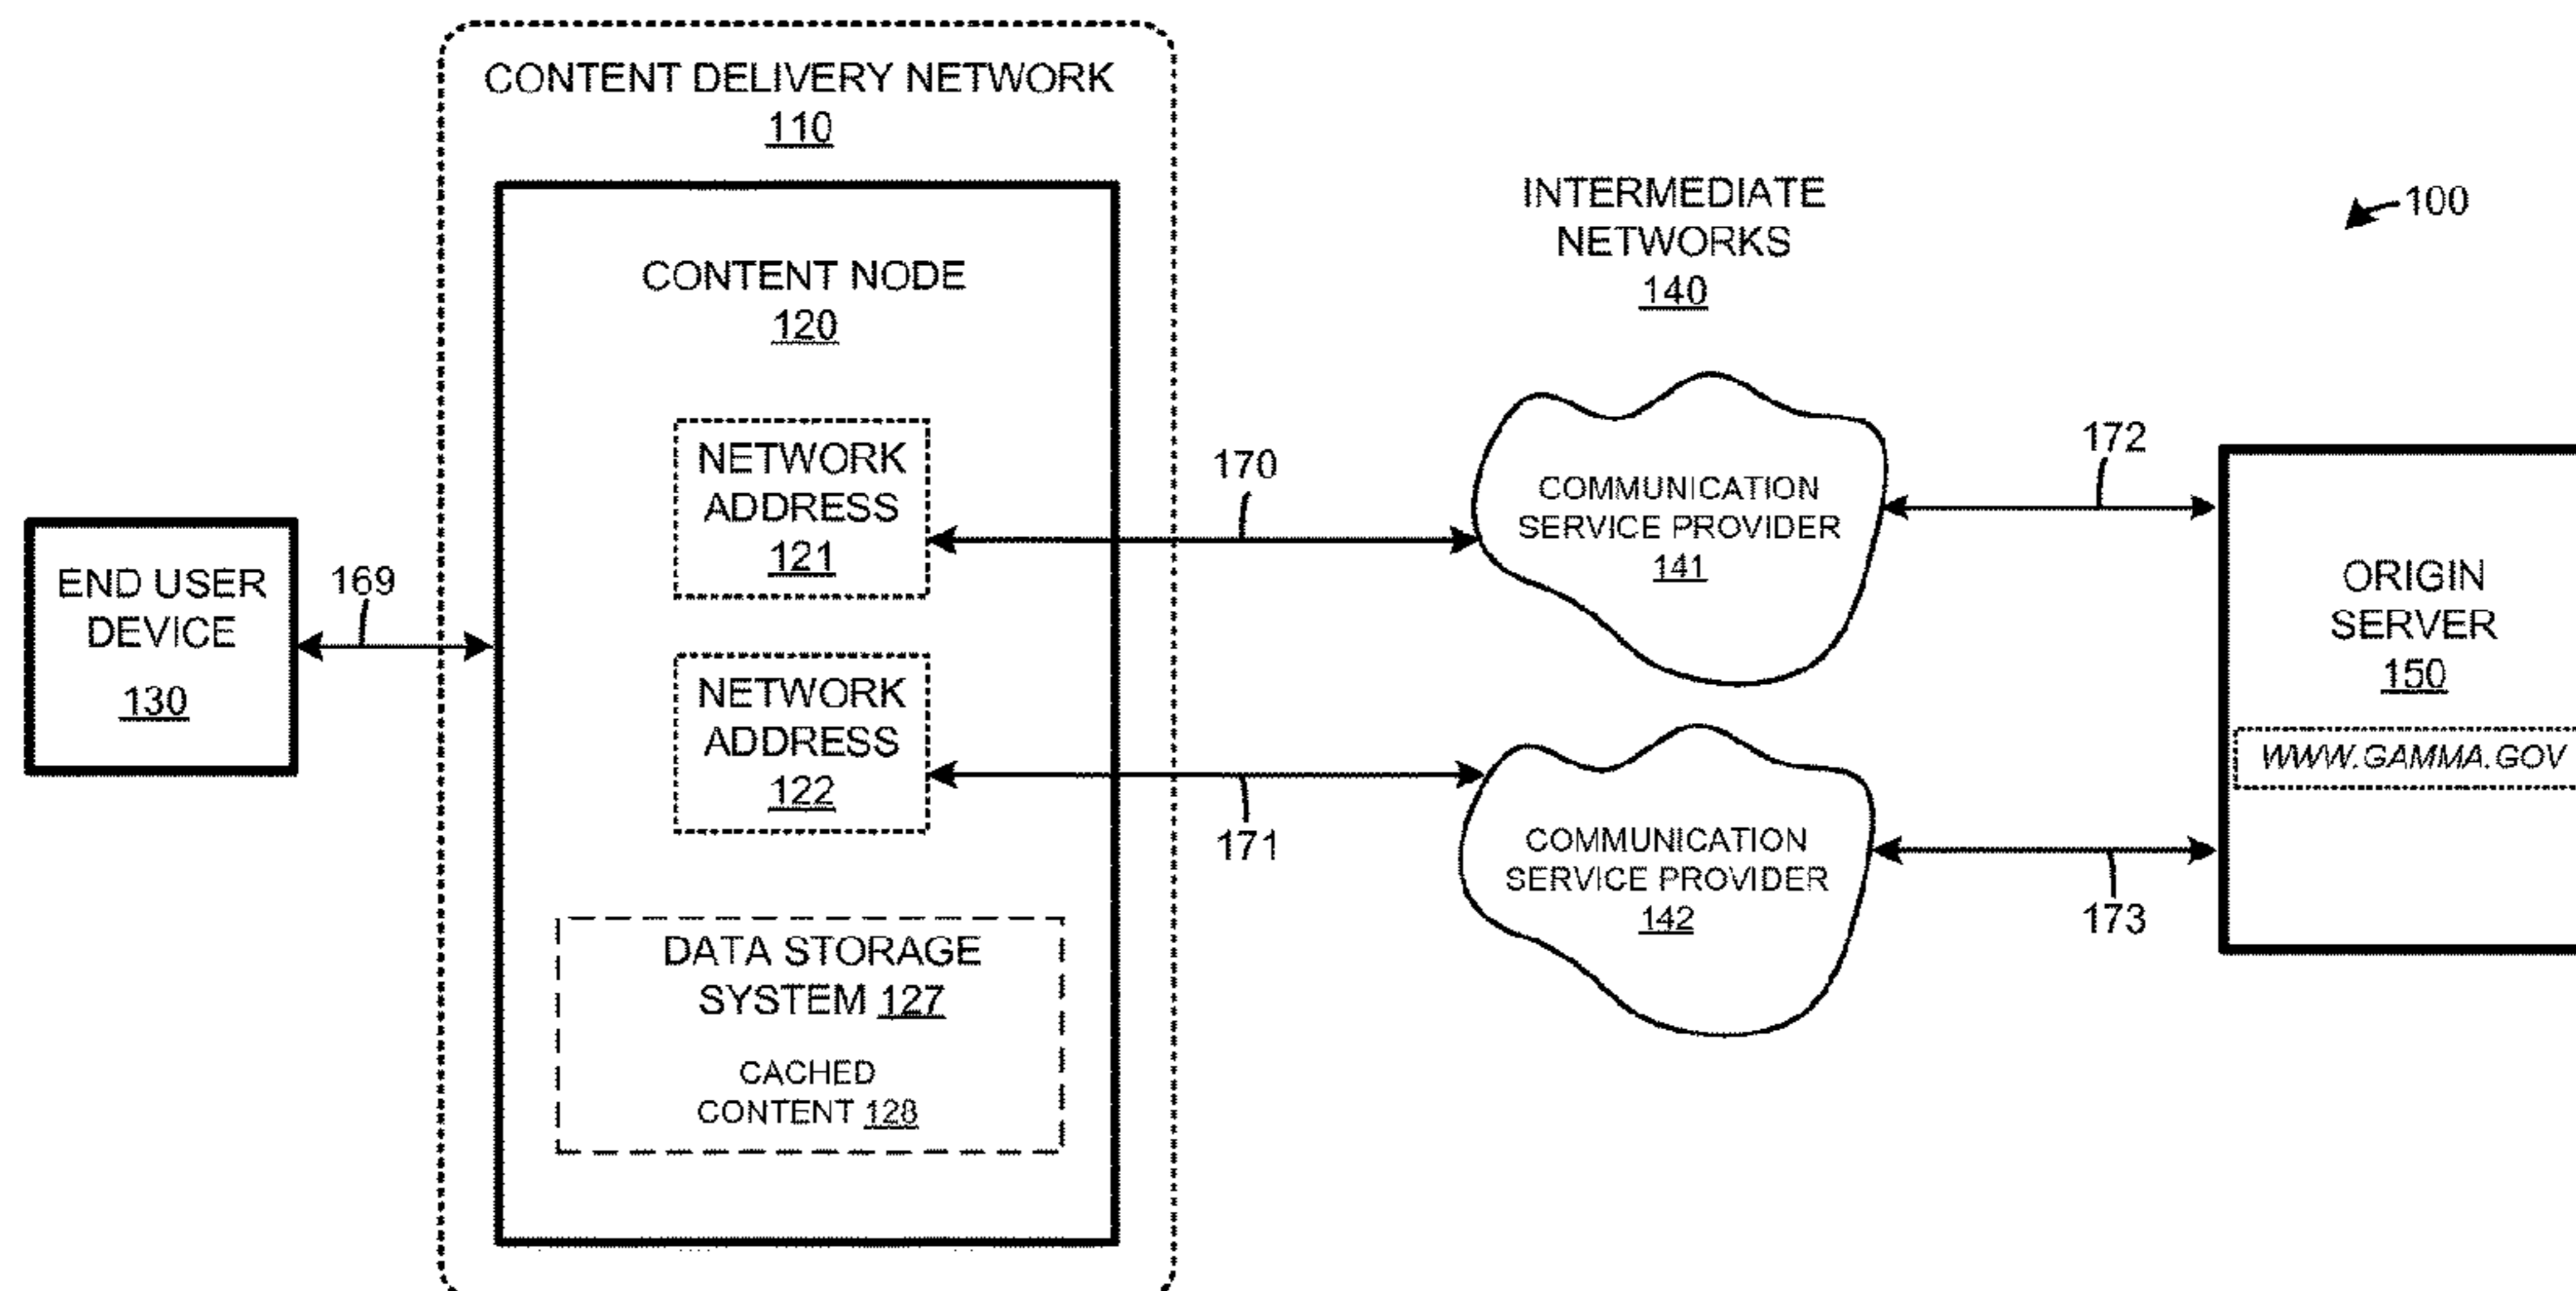 CONTENT DELIVERY NETWORK
110
CONTENT NODE
120
NETWORK
ADDRESS
121
NETWORK
ADDRESS
122
DATA STORAGE
SYSTEM 127
CACHED
CONTENT 128
END USER
DEVICE
130
169
170
171
INTERMEDIATE
NETWORKS
140
COMMUNICATION
SERVICE PROVIDER
141
COMMUNICATION
SERVICE PROVIDER
142
172
173
100
ORIGIN
SERVER
150
WWW.GAMMA.GOV